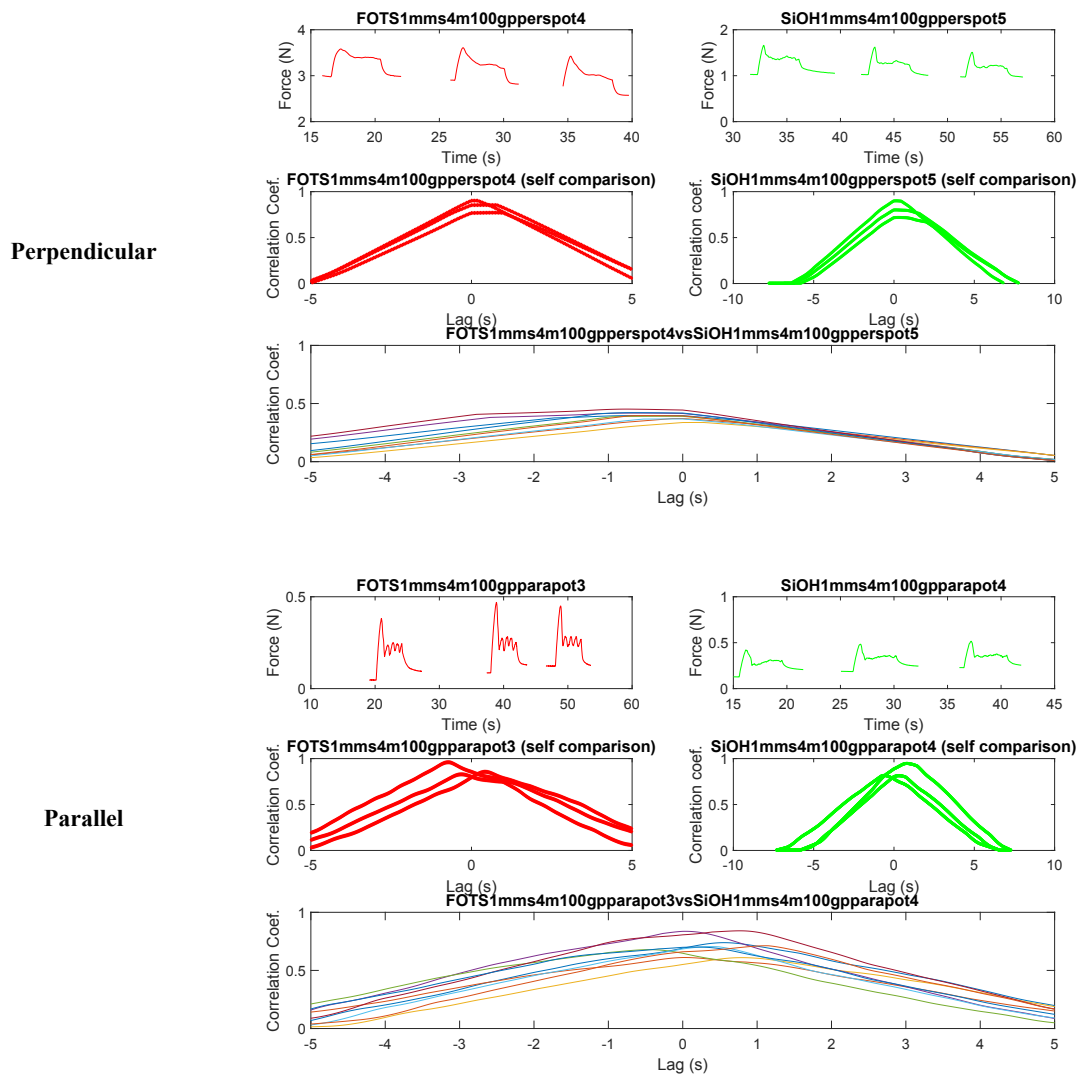 FOTS1mms4m100gpperspot4
Force (N)
4
3
2
15 20 25 30 35 40
Time (s)
SiOH1mms4m100gpperspot5
Force (N)
2
1
0
30 35 40 45 50 55 60
Time (s)
Perpendicular
FOTS1mms4m100gpperspot4 (self comparison)
Correlation Coef.
1
0.5
0
-5 0 5
Lag (s)
SiOH1mms4m100gpperspot5 (self comparison)
Correlation Coef.
1
0.5
0
-10 -5 0 5 10
Lag (s)
FOTS1mms4m100gpperspot4vsSiOH1mms4m100gpperspot5
Correlation Coef.
1
0.5
0
-5 -4 -3 -2 -1 0 1 2 3 4 5
Lag (s)
FOTS1mms4m100gpparapot3
Force (N)
0.5
0
10 20 30 40 50 60
Time (s)
SiOH1mms4m100gpparapot4
Force (N)
1
0.5
0
15 20 25 30 35 40 45
Time (s)
Parallel
FOTS1mms4m100gpparapot3 (self comparison)
Correlation Coef.
1
0.5
0
-5 0 5
Lag (s)
SiOH1mms4m100gpparapot4 (self comparison)
Correlation Coef.
1
0.5
0
-10 -5 0 5 10
Lag (s)
FOTS1mms4m100gpparapot3vsSiOH1mms4m100gpparapot4
Correlation Coef.
1
0.5
0
-5 -4 -3 -2 -1 0 1 2 3 4 5
Lag (s)